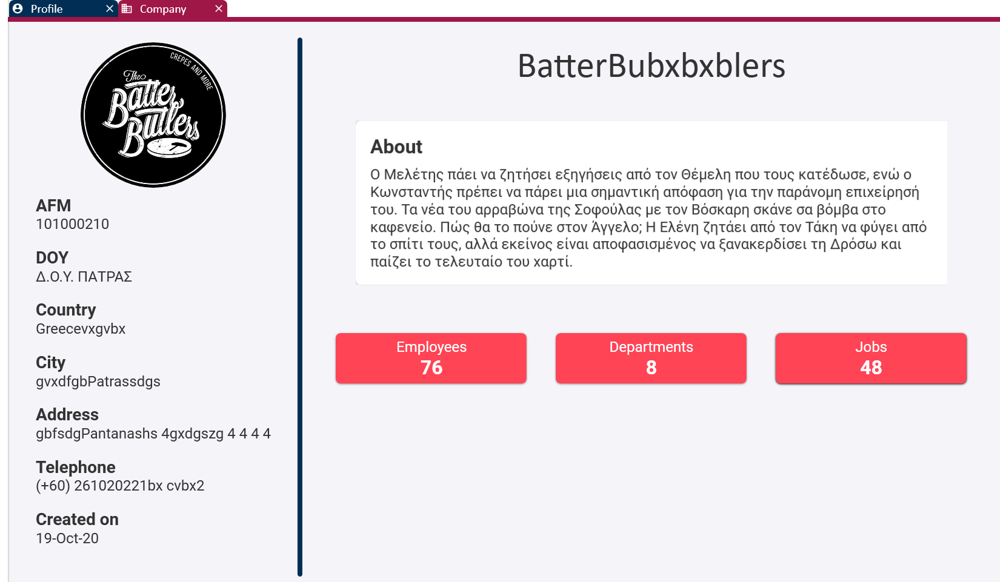 Profile
Company
CREPES AND MORE
The
Batter
Butlers
AFM
101000210
DOY
Δ.Ο.Υ. ΠΑΤΡΑΣ
Country
Greecevxgvbx
City
gvxdfgbPatrassdgs
Address
gbfsdgPantanashs 4gxdgszg 4 4 4 4
Telephone
(+60) 261020221bx cvbx2
Created on
19-Oct-20
BatterBubxbxblers
About
Ο Μελέτης πάει να ζητήσει εξηγήσεις από τον Θέμελη που τους κατέδωσε, ενώ ο
Κωνσταντής πρέπει να πάρει μια σημαντική απόφαση για την παράνομη επιχείρησή
του. Τα νέα του αρραβώνα της Σοφούλας με τον Βόσκαρη σκάνε σα βόμβα στο
καφενείο. Πώς θα το πούνε στον Άγγελο; Η Ελένη ζητάει από τον Τάκη να φύγει από
το σπίτι τους, αλλά εκείνος είναι αποφασισμένος να ξανακερδίσει τη Δρόσω και
παίζει το τελευταίο του χαρτί.
Employees
76
Departments
8
Jobs
48